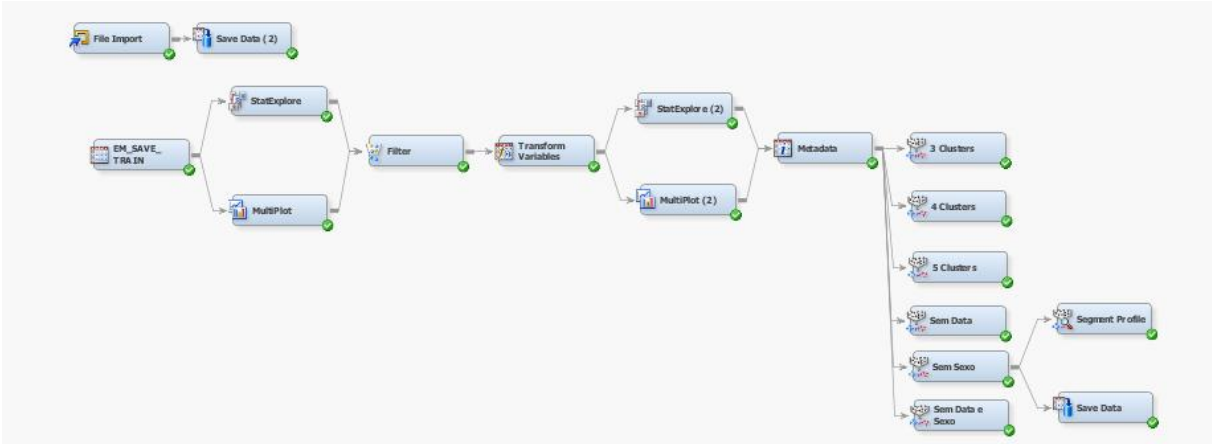 File Import
Save Data (2)
StatExplore
StatExplore (2)
EM_SAVE_
TRAIN
Filter
Transform
Variables
Metadata
3 Clusters
MultiPlot
MultiPlot (2)
4 Clusters
5 Clusters
Sem Data
Segment Profile
Sem Sexo
Sem Data e
Sexo
Save Data